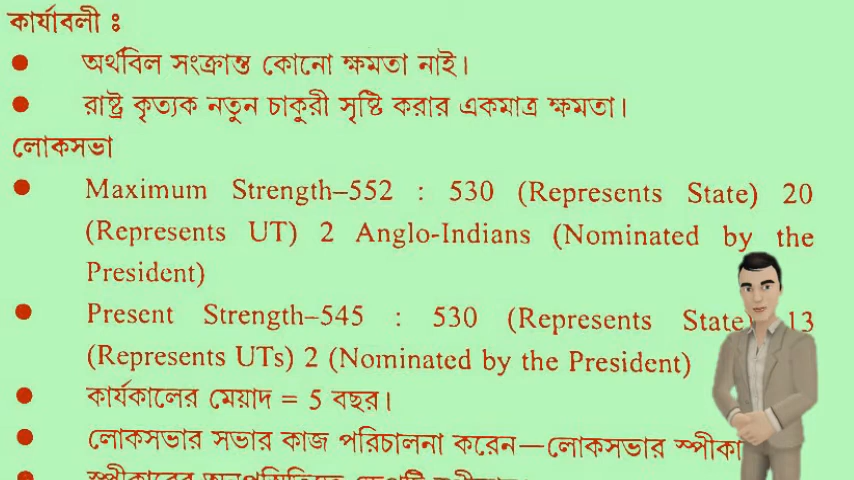 কার্যাবলী :
● অর্থবিল সংক্রান্ত কোনো ক্ষমতা নাই।
● রাষ্ট্র কৃত্যক নতুন চাকুরী সৃষ্টি করার একমাত্র ক্ষমতা।
লোকসভা
● Maximum Strength–552 : 530 (Represents State) 20
(Represents UT) 2 Anglo-Indians (Nominated by the
President)
● Present Strength–545 : 530 (Represents State) 13
(Represents UTs) 2 (Nominated by the President)
● কার্যকালের মেয়াদ = 5 বছর।
● লোকসভার সভার কাজ পরিচালনা করেন—লোকসভার স্পীকা